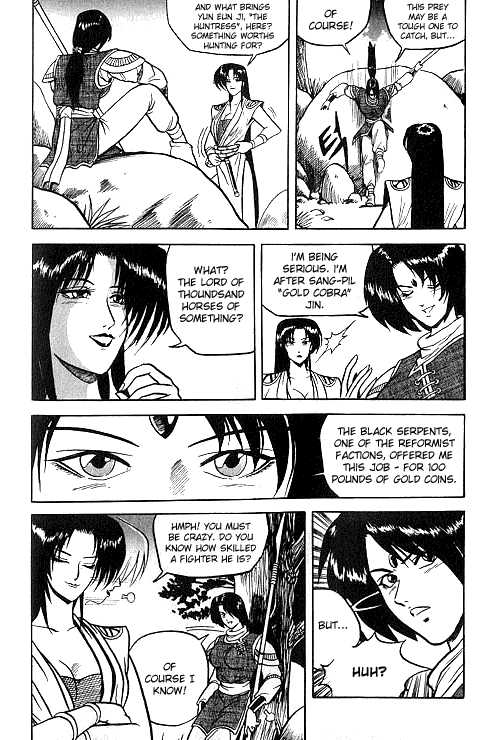 AND WHAT BRINGS
YUN EUN JI, "THE
HUNTRESS", HERE?
SOMETHING WORTHS
HUNTING FOR?
OF
COURSE!
THIS PREY
MAY BE A
TOUGH ONE TO
CATCH, BUT...
WHAT?
THE LORD OF
THOUNDSAND
HORSES OF
SOMETHING?
I'M BEING
SERIOUS. I'M
AFTER SANG-PIL
"GOLD COBRA"
JIN.
THE BLACK SERPENTS,
ONE OF THE REFORMIST
FACTIONS, OFFERED ME
THIS JOB - FOR 100
POUNDS OF GOLD COINS.
HMPH! YOU MUST
BE CRAZY. DO YOU
KNOW HOW SKILLED
A FIGHTER HE IS?
OF
COURSE I
KNOW!
BUT...
HUH?